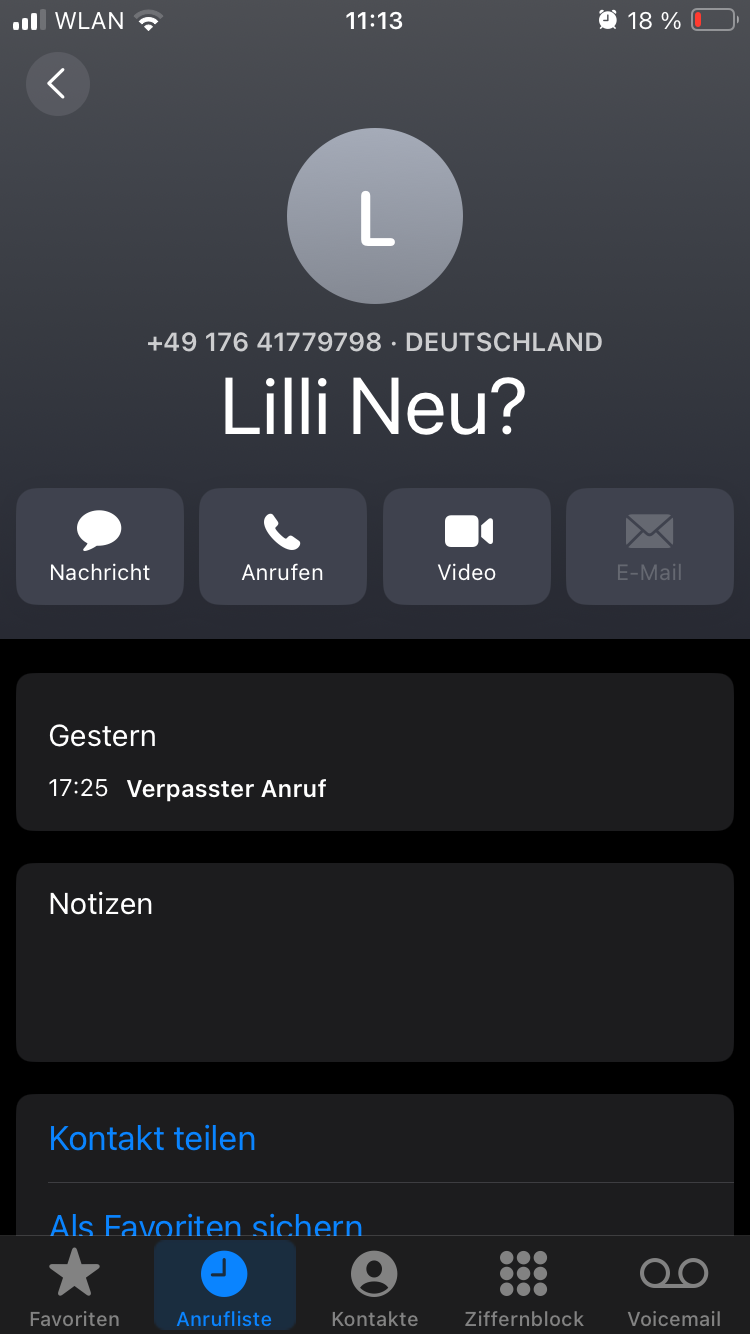 WLAN 11:13 18 %
L
+49 176 41779798 · DEUTSCHLAND
Lilli Neu?
Nachricht Anrufen Video E-Mail
Gestern
17:25 Verpasster Anruf
Notizen
Kontakt teilen
Als Favoriten sichern
Favoriten Anrufliste Kontakte Ziffernblock Voicemail